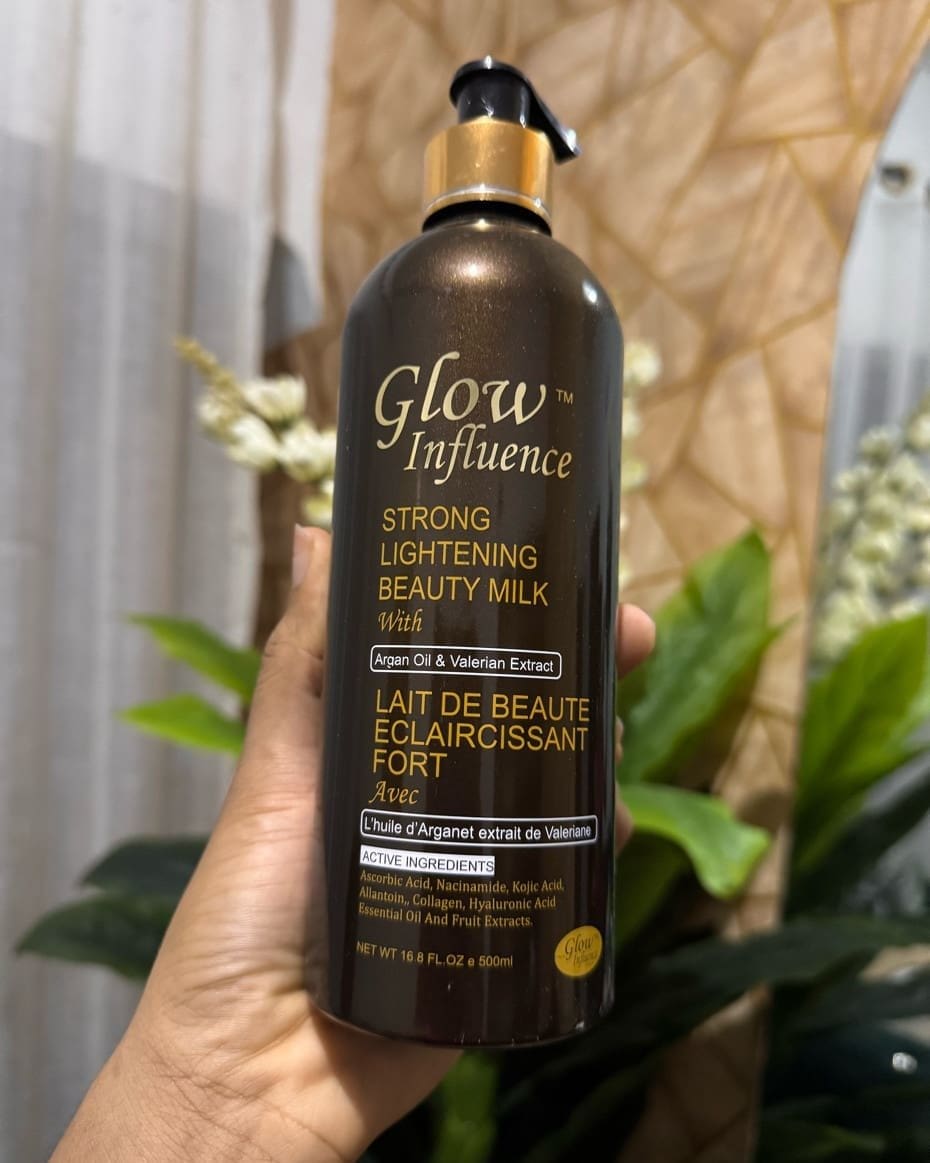 Glow TM
Influence
STRONG
LIGHTENING
BEAUTY MILK
With
Argan Oil & Valerian Extract
LAIT DE BEAUTE
ECLAIRCISSANT
FORT
Avec
L'huile d'Arganet extrait de Valeriane
ACTIVE INGREDIENTS
Ascorbic Acid, Nacinamide, Kojic Acid,
Allantoin,, Collagen, Hyaluronic Acid
Essential Oil And Fruit Extracts.
NET WT 16.8 FL.OZ e 500ml
Glow
Influence